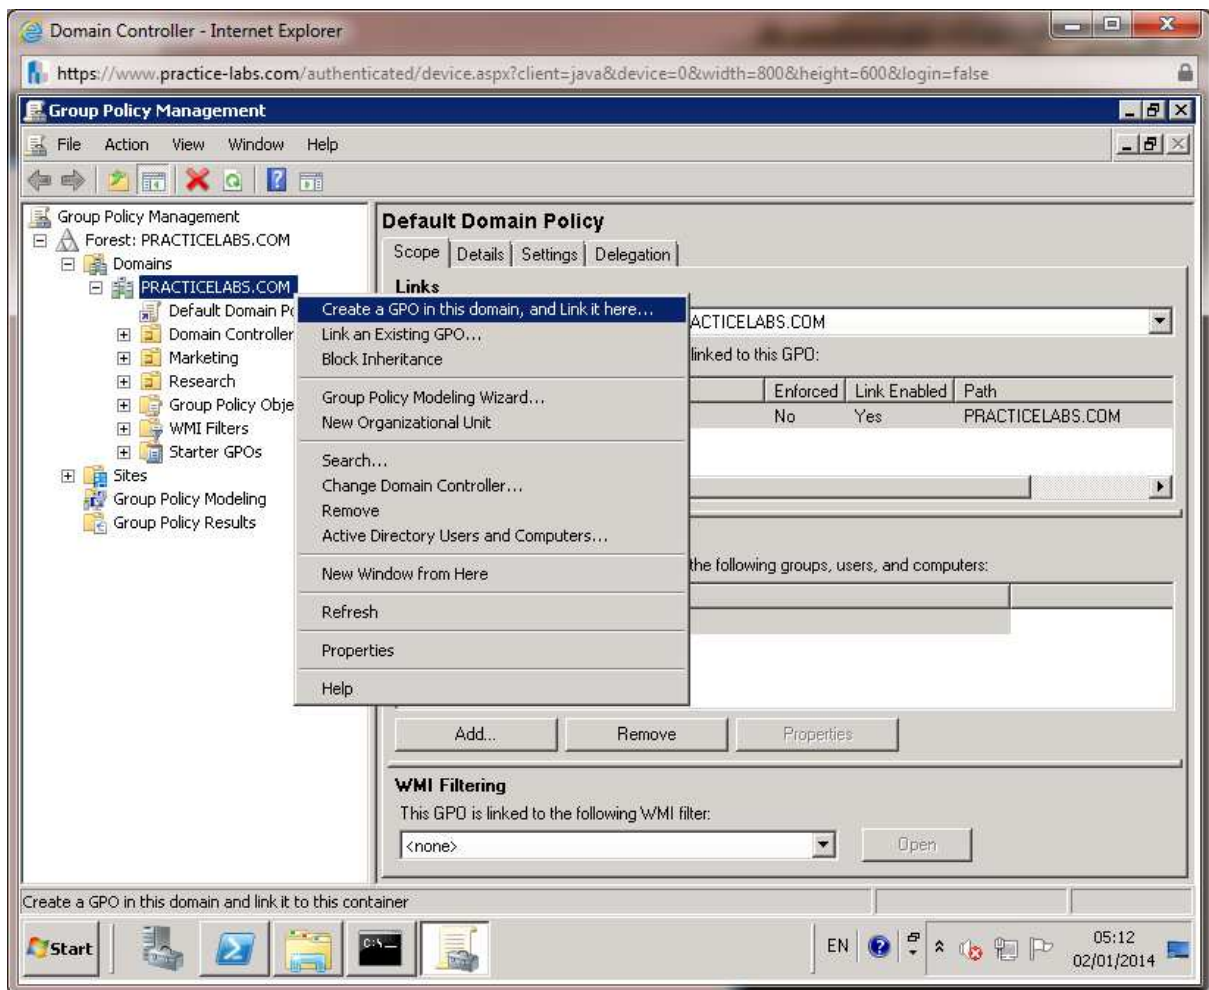 Domain Controller - Internet Explorer
https://www.practice-labs.com/authenticated/device.aspx?client=java&device=0&width=800&height=600&login=false
Group Policy Management
File Action View Window Help
Group Policy Management
Forest: PRACTICELABS.COM
Domains
PRACTICELABS.COM
Default Domain Po
Domain Controller
Marketing
Research
Group Policy Obje
WMI Filters
Starter GPOs
Sites
Group Policy Modeling
Group Policy Results
Default Domain Policy
Scope Details Settings Delegation
Links
ACTICELABS.COM
linked to this GPO:
Enforced Link Enabled Path
No Yes PRACTICELABS.COM
the following groups, users, and computers:
Add... Remove Properties
WMI Filtering
This GPO is linked to the following WMI filter:
<none> Open
Create a GPO in this domain, and Link it here...
Link an Existing GPO...
Block Inheritance
Group Policy Modeling Wizard...
New Organizational Unit
Search...
Change Domain Controller...
Remove
Active Directory Users and Computers...
New Window from Here
Refresh
Properties
Help
Create a GPO in this domain and link it to this container
Start EN 05:12
02/01/2014